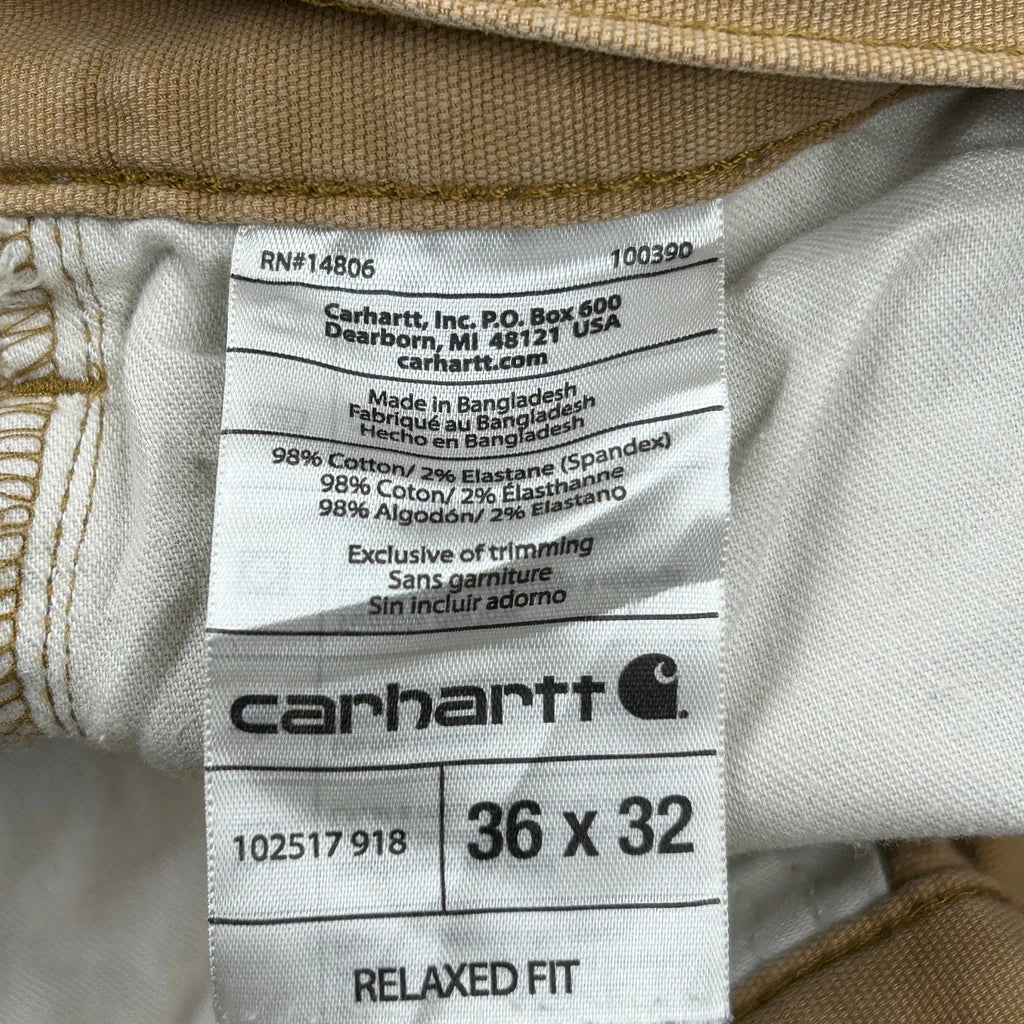 RN#14806 100390
Carhartt, Inc. P.O. Box 600
Dearborn, MI 48121 USA
carhartt.com
Made in Bangladesh
Fabriqué au Bangladesh
Hecho en Bangladesh
98% Cotton/ 2% Elastane (Spandex)
98% Coton/ 2% Élasthanne
98% Algodón/ 2% Elastano
Exclusive of trimming
Sans garniture
Sin incluir adorno
carhartt
102517 918 36 x 32
RELAXED FIT